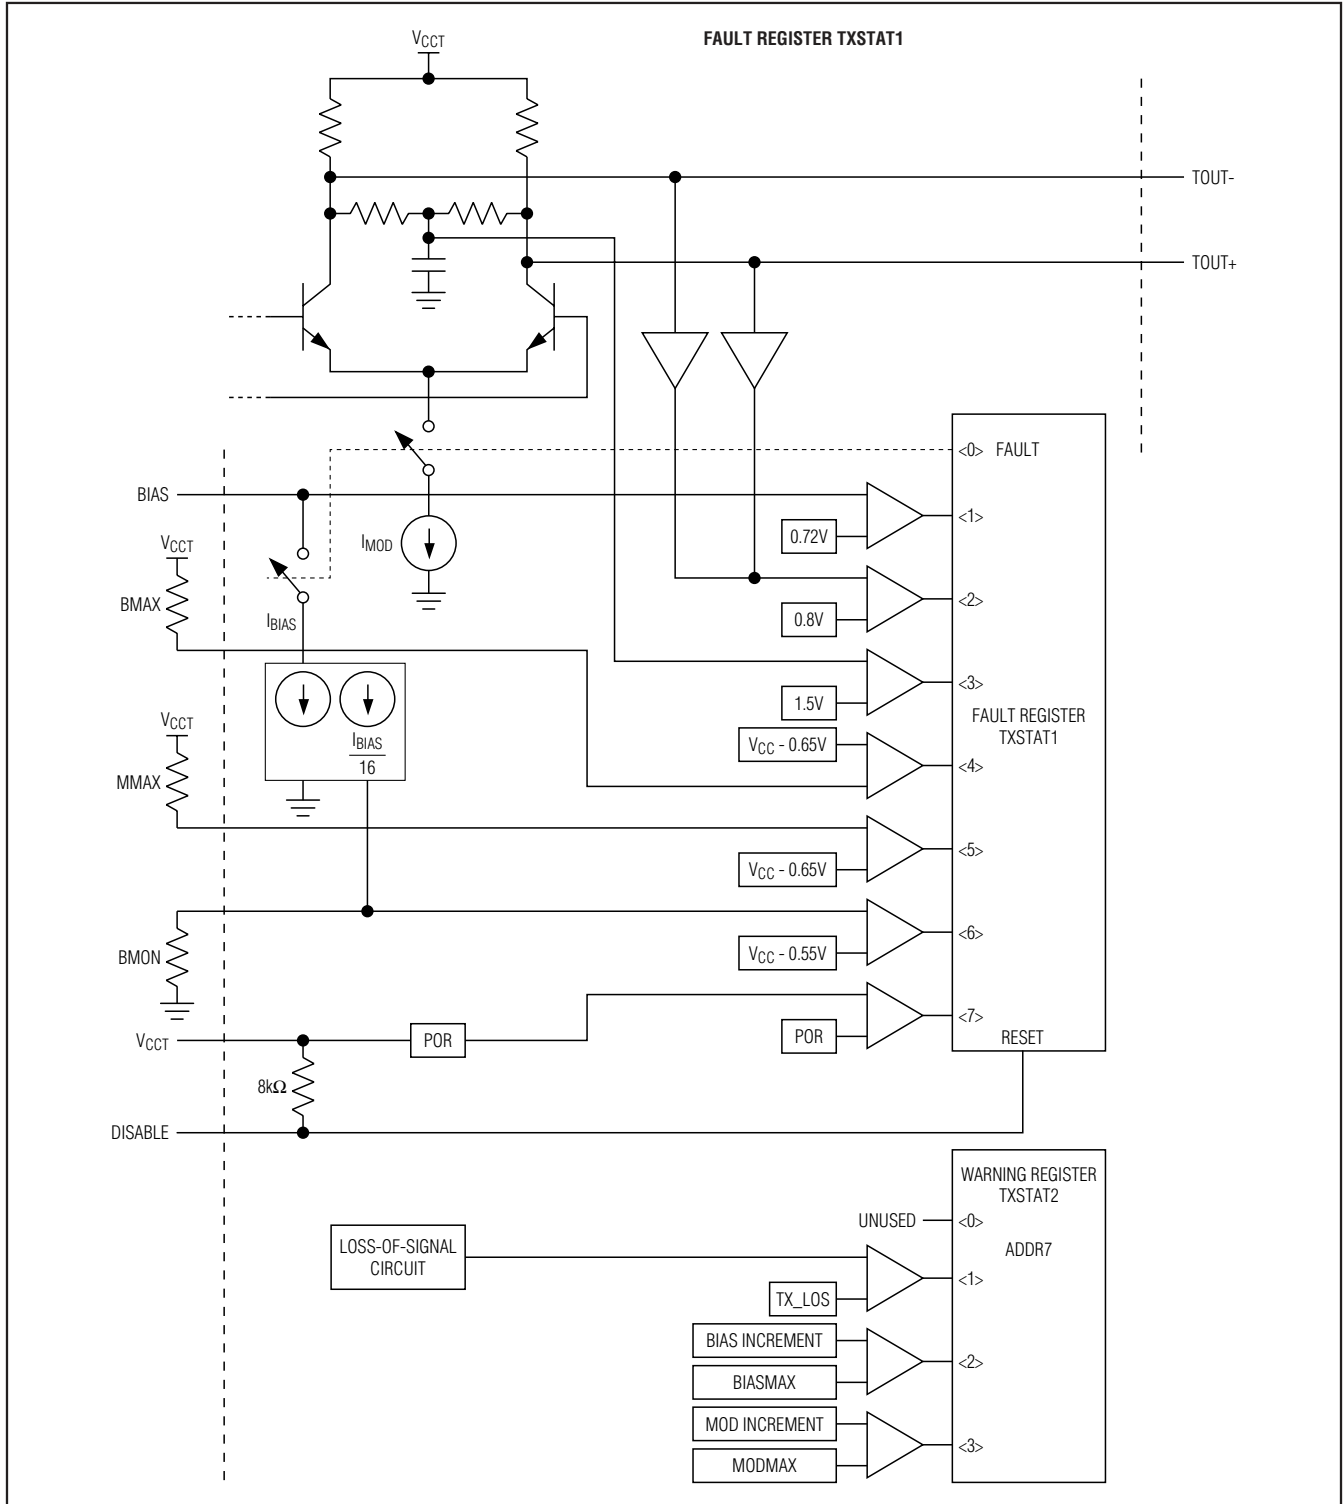 FAULT REGISTER TXSTAT1
VCCT
TOUT-
TOUT+
<0> FAULT
BIAS
<1>
0.72V
IMOD
VCCT
BMAX
<2>
0.8V
IBIAS
<3>
1.5V
FAULT REGISTER
TXSTAT1
VCCT
VCC - 0.65V
IBIAS
16
<4>
MMAX
<5>
VCC - 0.65V
<6>
BMON
VCC - 0.55V
<7>
VCCT
POR
POR
RESET
8kΩ
DISABLE
WARNING REGISTER
TXSTAT2
UNUSED
<0>
ADDR7
LOSS-OF-SIGNAL
CIRCUIT
<1>
TX_LOS
BIAS INCREMENT
<2>
BIASMAX
MOD INCREMENT
<3>
MODMAX